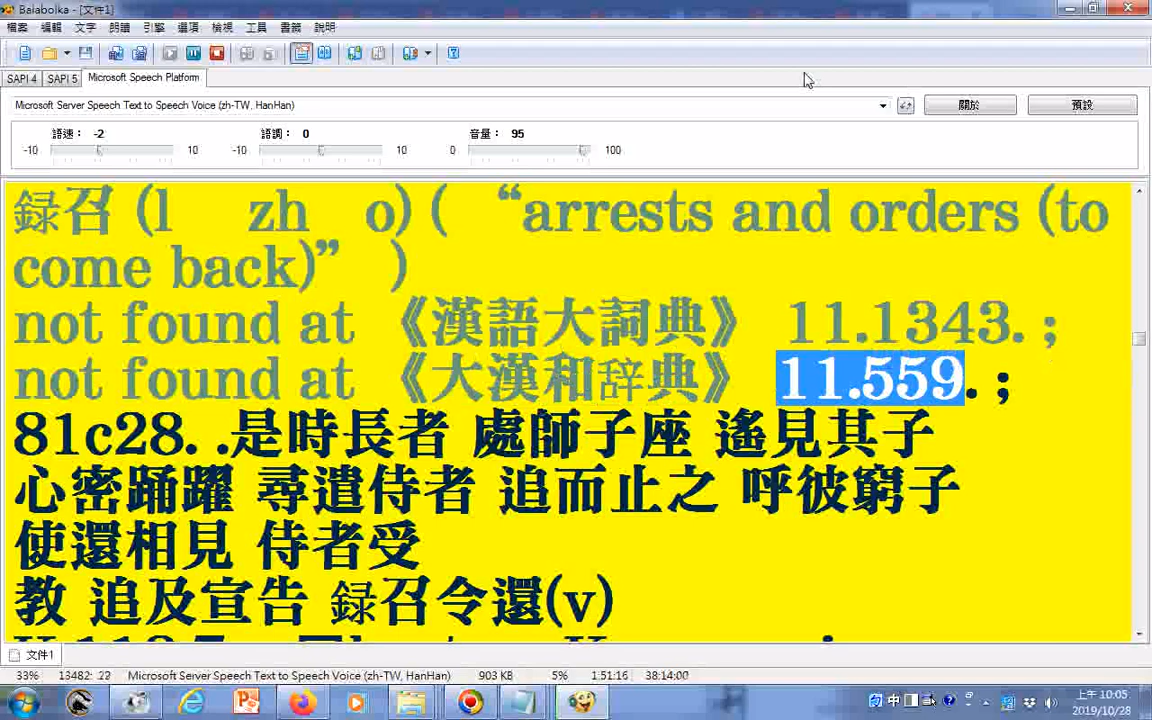 Balabolka - [文件1]
檔案 編輯 文字 朗讀 引擎 選項 檢視 工具 書籤 說明
SAPI 4 SAPI 5 Microsoft Speech Platform
Microsoft Server Speech Text to Speech Voice (zh-TW, HanHan) 關於 預設
語速： -2 語調： 0 音量： 95
-10 10 -10 10 0 100
録召 (l zh o) ( “arrests and orders (to
come back)” )
not found at 《漢語大詞典》 11.1343. ;
not found at 《大漢和辞典》 11.559. ;
81c28. .是時長者 處師子座 遙見其子
心密踊躍 尋遣侍者 追而止之 呼彼窮子
使還相見 侍者受
教 追及宣告 録召令還(v)
文件1
33% 13482: 22 Microsoft Server Speech Text to Speech Voice (zh-TW, HanHan) 903 KB 5% 1:51:16 38:14:00
中 上午 10:05
2019/10/28